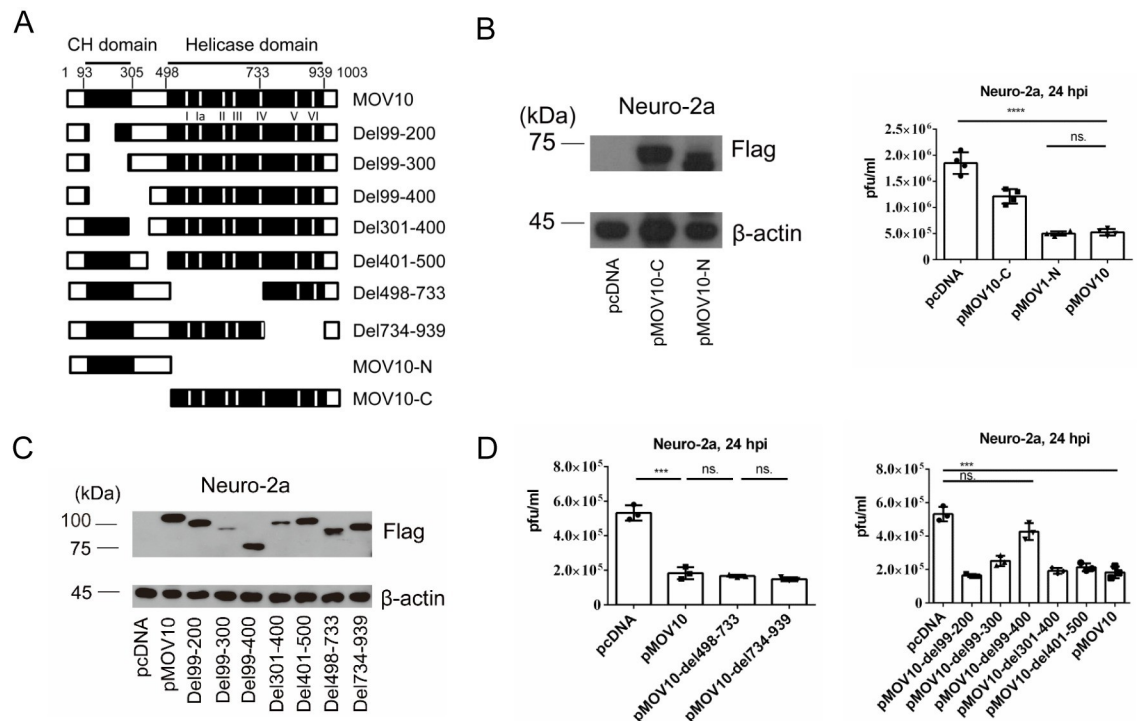 A
CH domain Helicase domain
1 93 305 498 733 939 1003
MOV10
I Ia II III IV V VI
Del99-200
Del99-300
Del99-400
Del301-400
Del401-500
Del498-733
Del734-939
MOV10-N
MOV10-C
B
Neuro-2a
(kDa)
75
Flag
45
β-actin
pcDNA
pMOV10-C
pMOV10-N
Neuro-2a, 24 hpi
****
ns.
pfu/ml
2.5×10⁶
2.0×10⁶
1.5×10⁶
1.0×10⁶
5.0×10⁵
0
pcDNA
pMOV10-C
pMOV1-N
pMOV10
C
Neuro-2a
(kDa)
100
75
Flag
45
β-actin
pcDNA
pMOV10
Del99-200
Del99-300
Del99-400
Del301-400
Del401-500
Del498-733
Del734-939
D
Neuro-2a, 24 hpi
*** ns. ns.
pfu/ml
8.0×10⁵
6.0×10⁵
4.0×10⁵
2.0×10⁵
0
pcDNA
pMOV10
pMOV10-del498-733
pMOV10-del734-939
Neuro-2a, 24 hpi
***
ns.
pfu/ml
8.0×10⁵
6.0×10⁵
4.0×10⁵
2.0×10⁵
0
pcDNA
pMOV10-del99-200
pMOV10-del99-300
pMOV10-del99-400
pMOV10-del301-400
pMOV10-del401-500
pMOV10